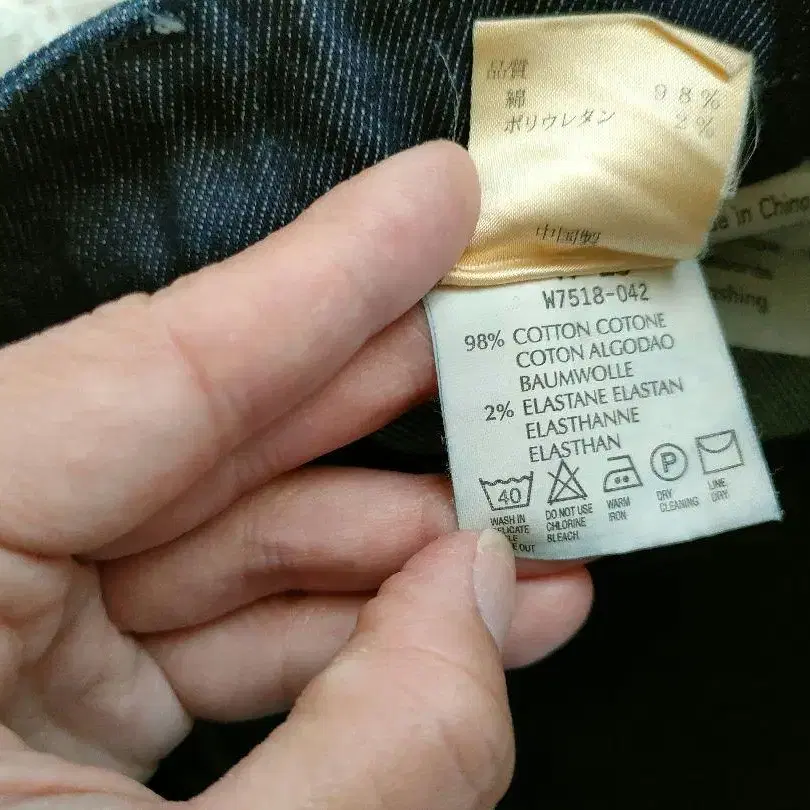 品質
綿 98%
ポリウレタン 2%
中国製
in China
W7518-042
98% COTTON COTONE
COTON ALGODAO
BAUMWOLLE
2% ELASTANE ELASTAN
ELASTHANNE
ELASTHAN
40
P
WASH IN
DO NOT USE
CHLORINE
BLEACH
WARM
IRON
DRY
CLEANING
LINE
DRY
OUT